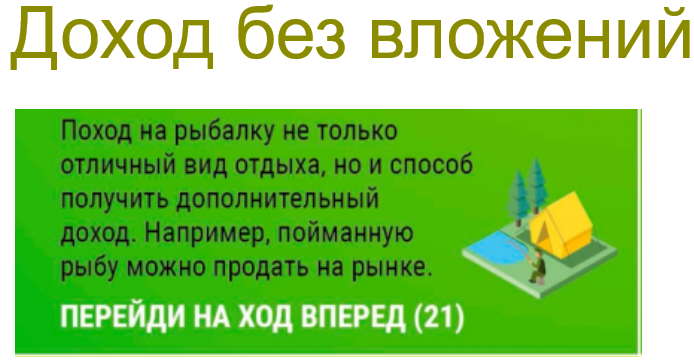 Доход без вложений
Поход на рыбалку не только
отличный вид отдыха, но и способ
получить дополнительный
доход. Например, пойманную
рыбу можно продать на рынке.
ПЕРЕЙДИ НА ХОД ВПЕРЕД (21)